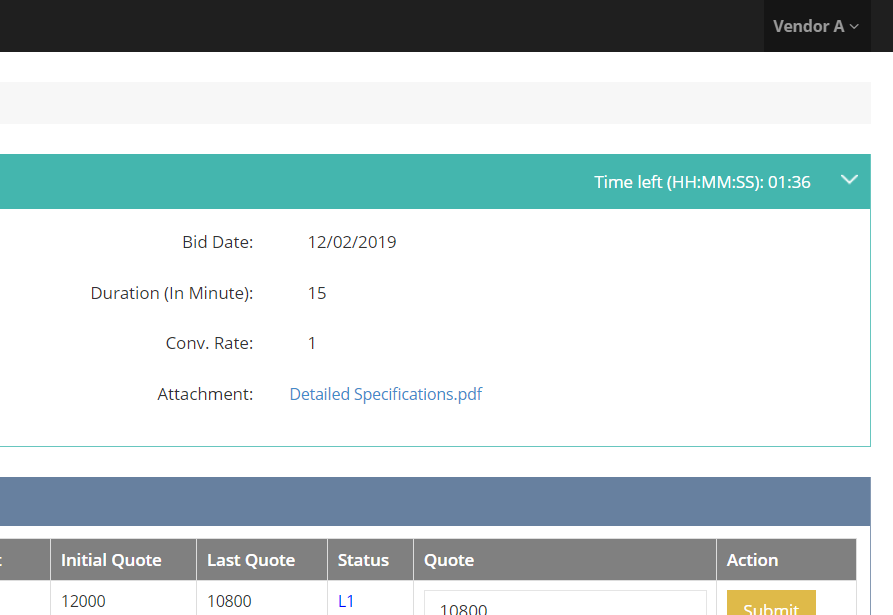 Vendor A
Time left (HH:MM:SS): 01:36
Bid Date: 12/02/2019
Duration (In Minute): 15
Conv. Rate: 1
Attachment: Detailed Specifications.pdf
Initial Quote Last Quote Status Quote Action
12000 10800 L1 10800 Submit